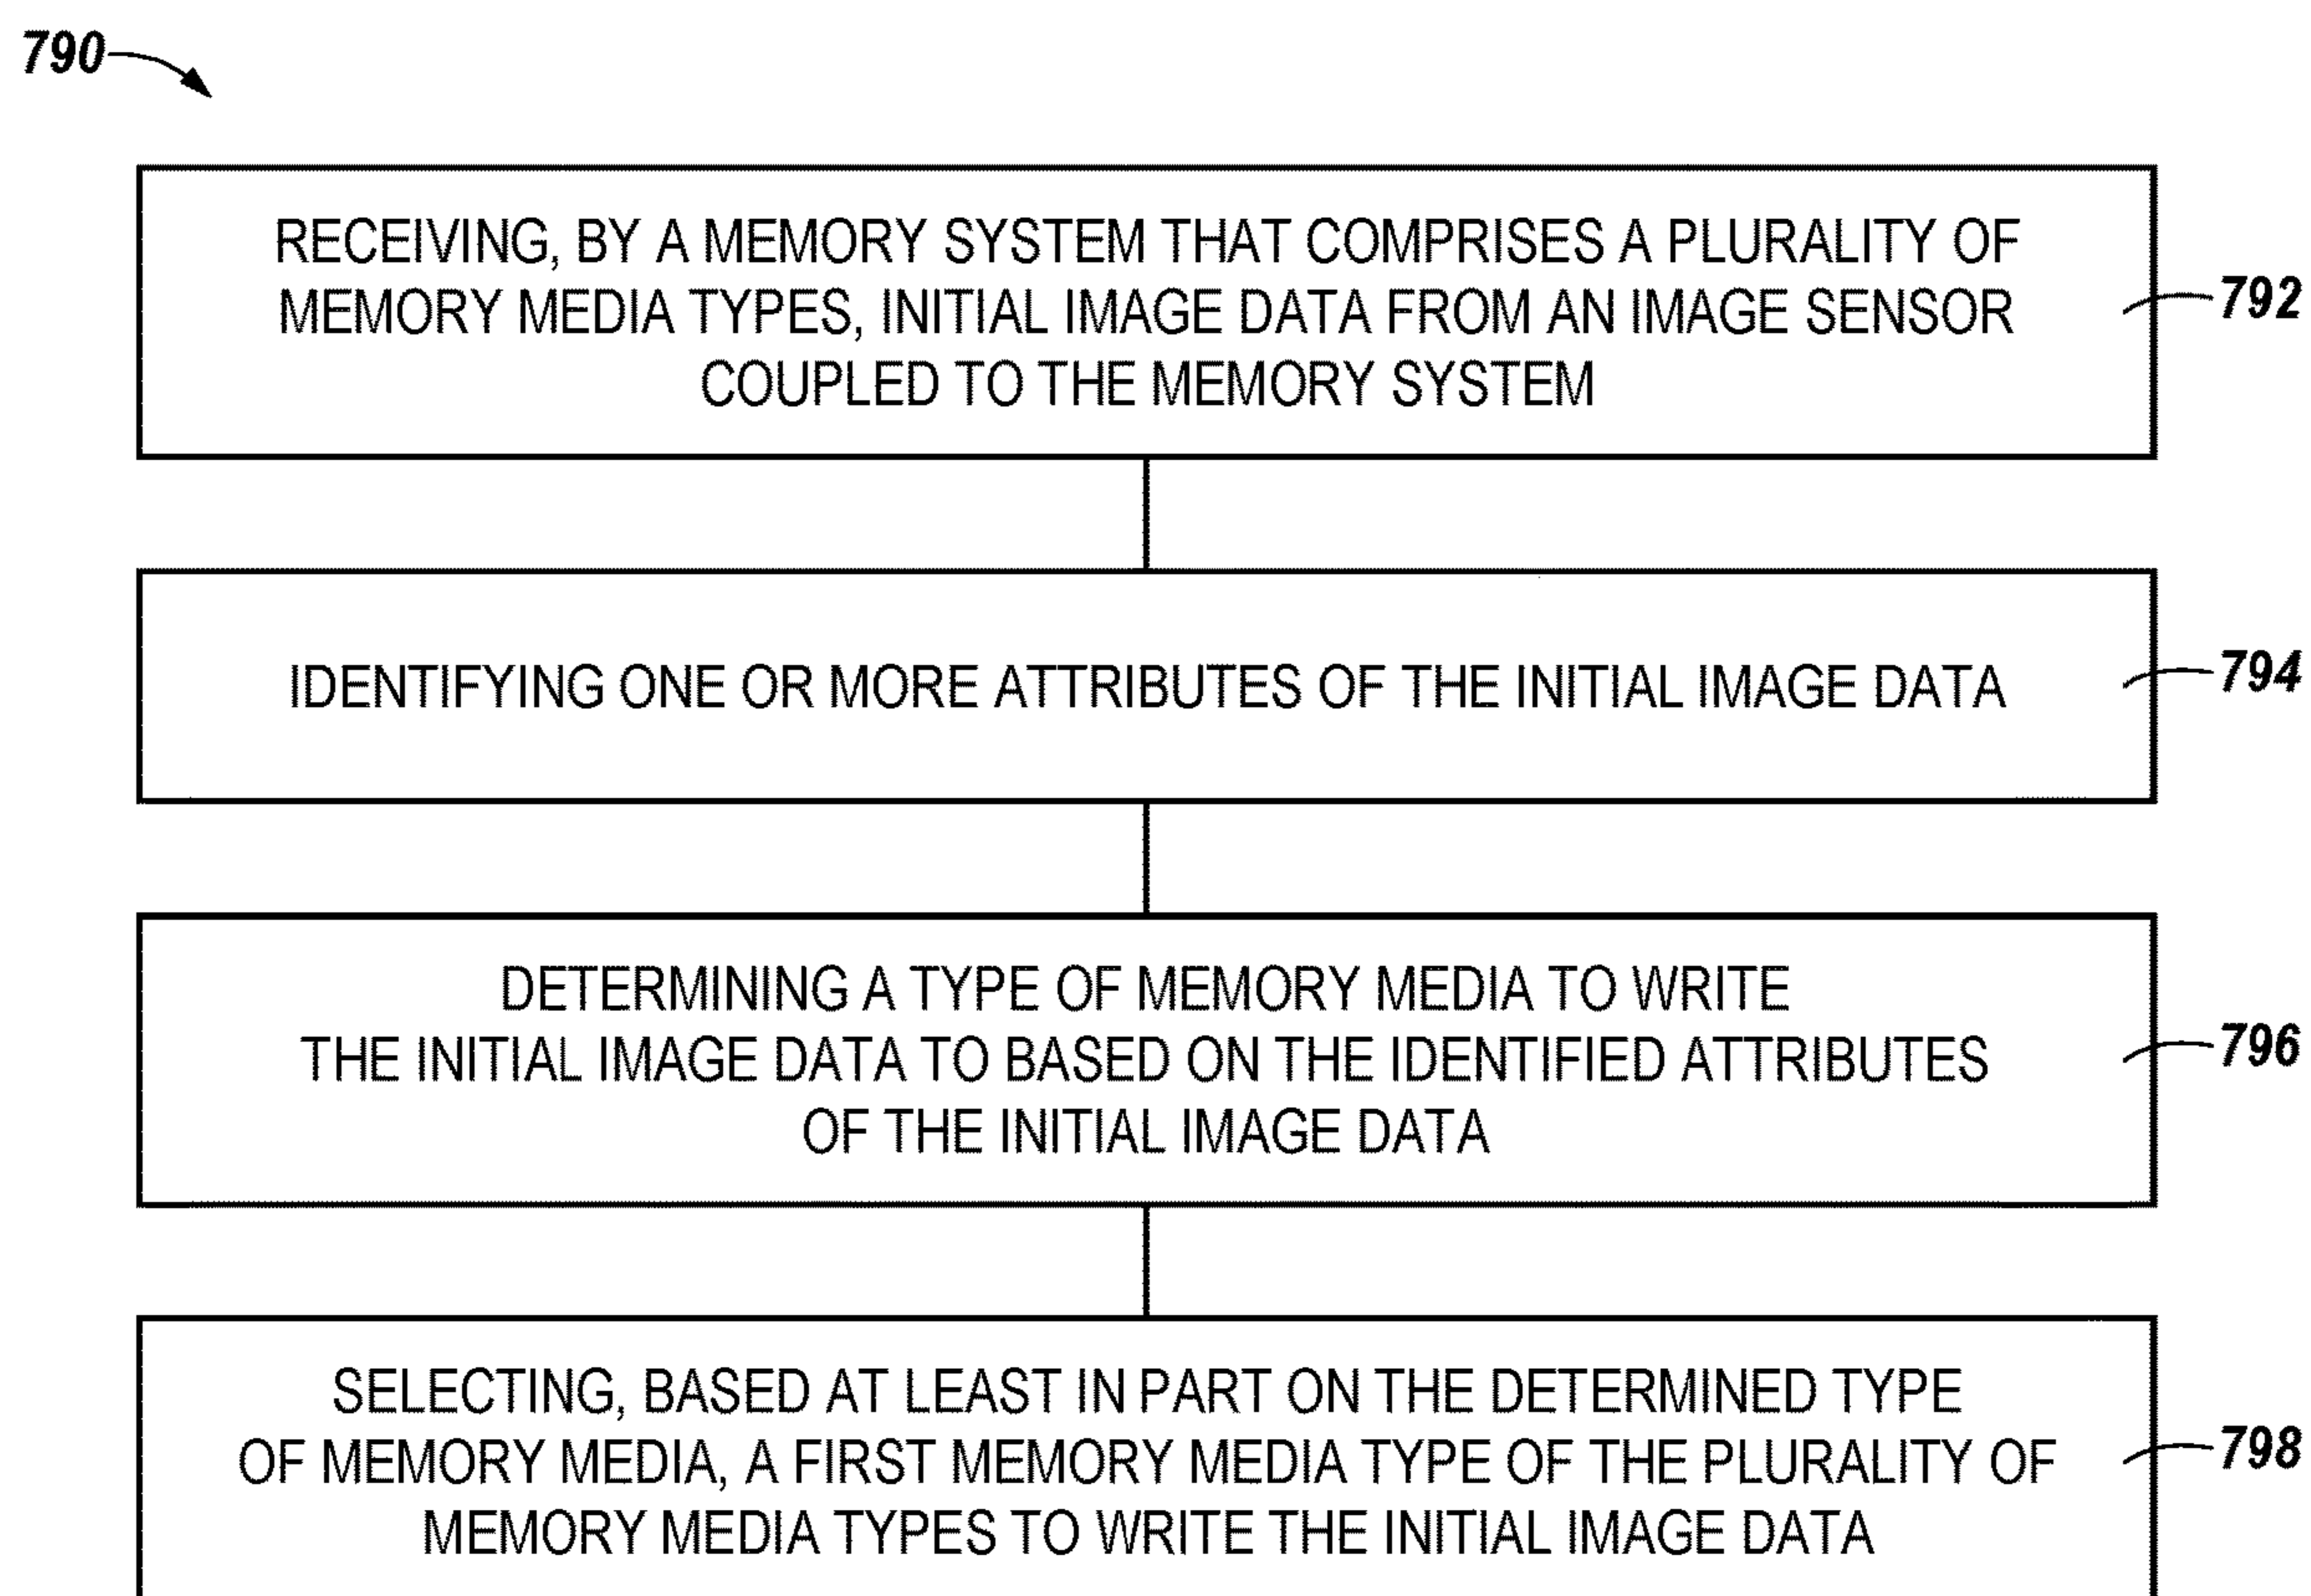 790
RECEIVING, BY A MEMORY SYSTEM THAT COMPRISES A PLURALITY OF
MEMORY MEDIA TYPES, INITIAL IMAGE DATA FROM AN IMAGE SENSOR
COUPLED TO THE MEMORY SYSTEM
792
IDENTIFYING ONE OR MORE ATTRIBUTES OF THE INITIAL IMAGE DATA
794
DETERMINING A TYPE OF MEMORY MEDIA TO WRITE
THE INITIAL IMAGE DATA TO BASED ON THE IDENTIFIED ATTRIBUTES
OF THE INITIAL IMAGE DATA
796
SELECTING, BASED AT LEAST IN PART ON THE DETERMINED TYPE
OF MEMORY MEDIA, A FIRST MEMORY MEDIA TYPE OF THE PLURALITY OF
MEMORY MEDIA TYPES TO WRITE THE INITIAL IMAGE DATA
798